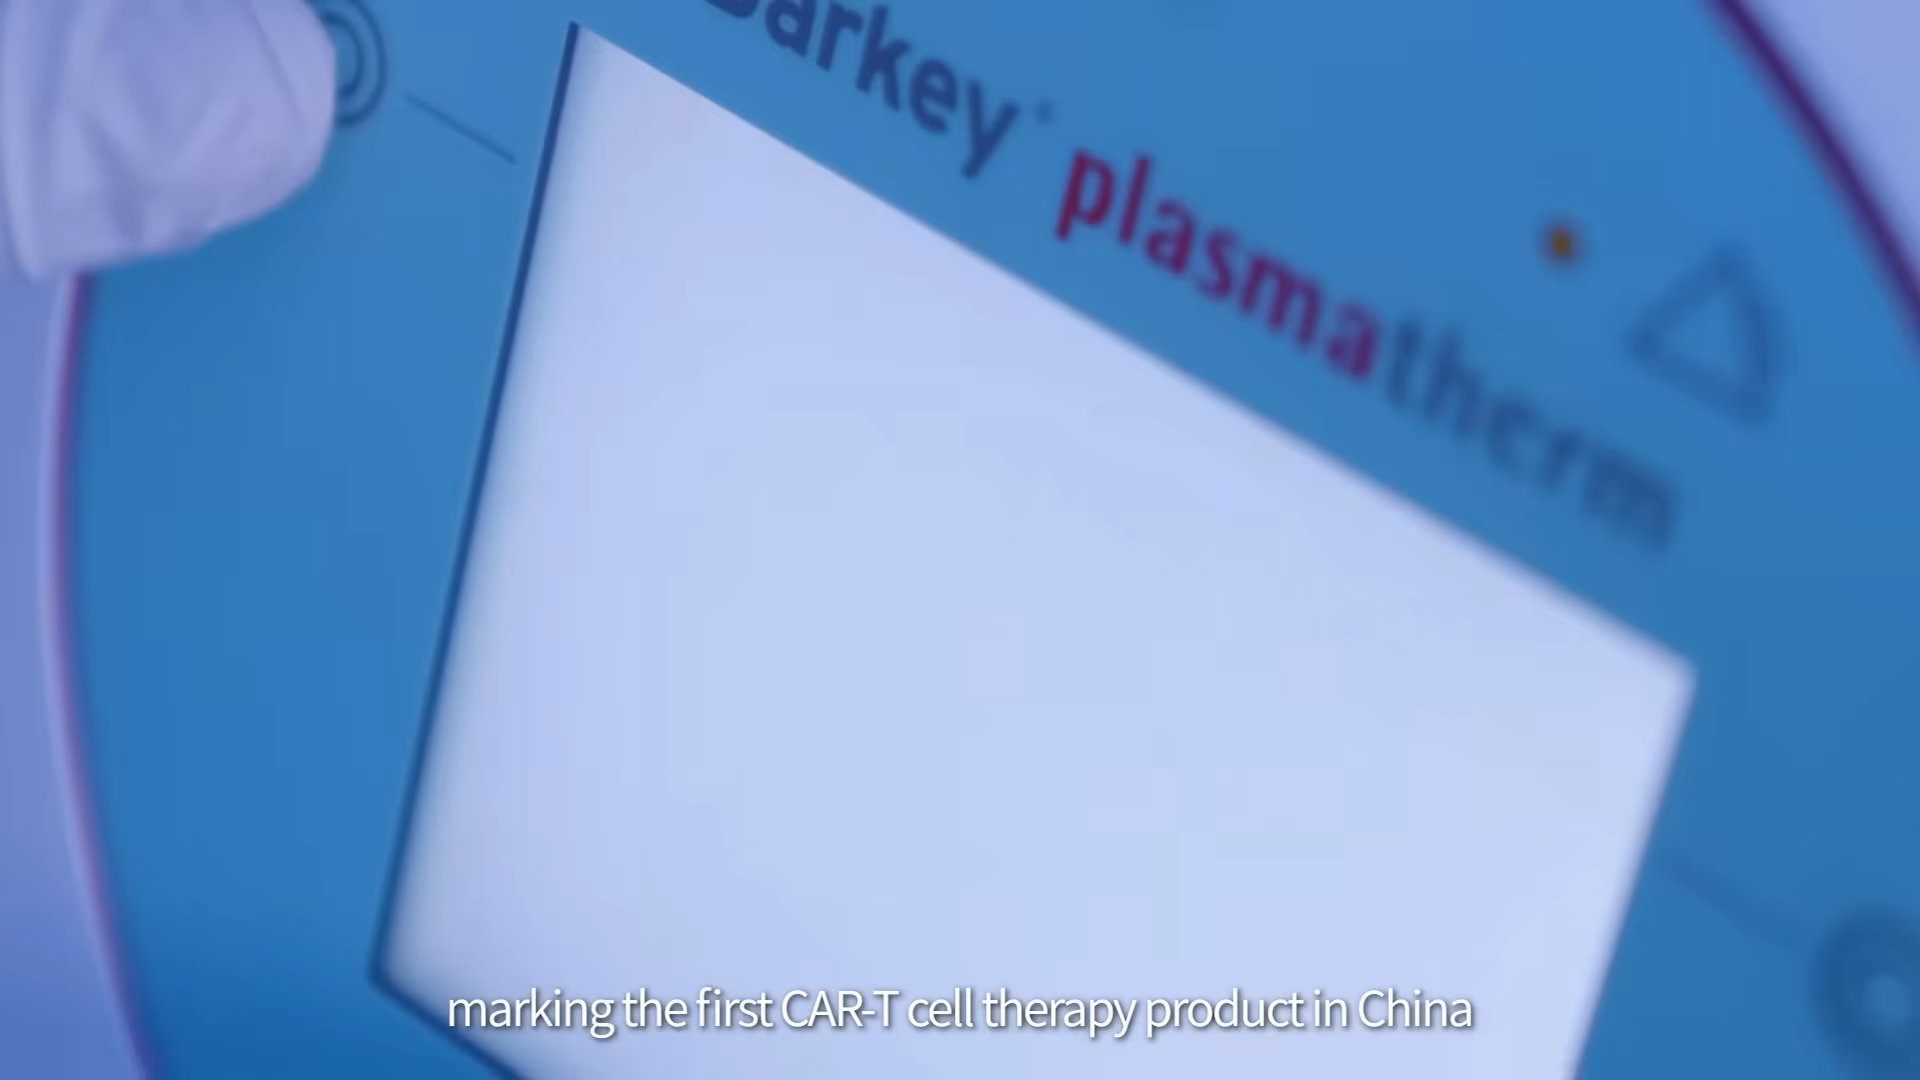 arkey
plasmatherm
marking the first CAR-T cell therapy product in China